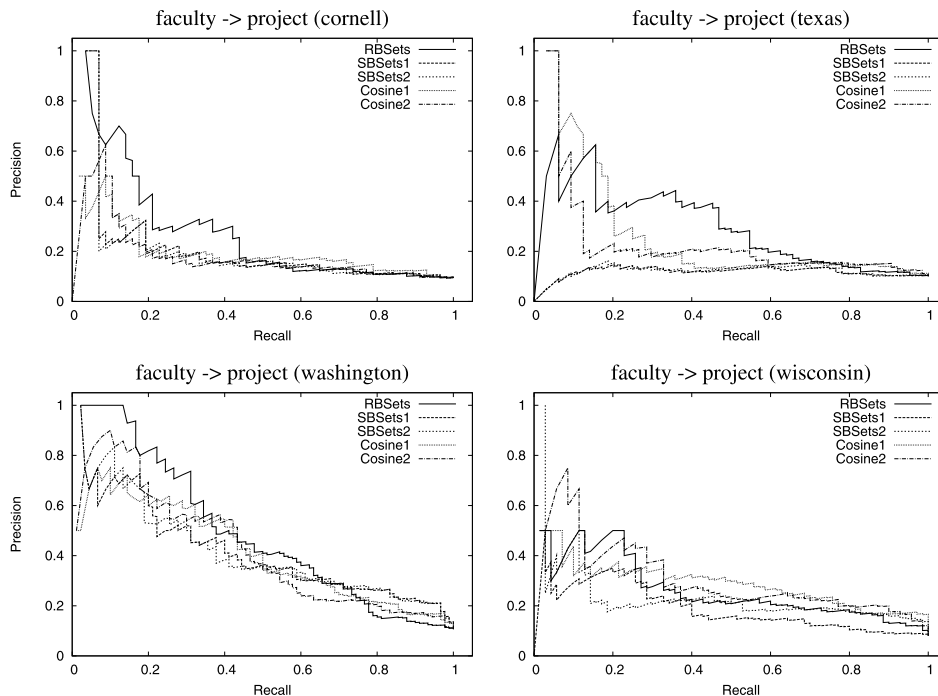 faculty -> project (cornell)
1
0.8
0.6
0.4
0.2
0
Precision
0 0.2 0.4 0.6 0.8 1
Recall
RBSets
SBSets1
SBSets2
Cosine1
Cosine2
faculty -> project (texas)
1
0.8
0.6
0.4
0.2
0
0 0.2 0.4 0.6 0.8 1
Recall
RBSets
SBSets1
SBSets2
Cosine1
Cosine2
faculty -> project (washington)
1
0.8
0.6
0.4
0.2
0
Precision
0 0.2 0.4 0.6 0.8 1
Recall
RBSets
SBSets1
SBSets2
Cosine1
Cosine2
faculty -> project (wisconsin)
1
0.8
0.6
0.4
0.2
0
0 0.2 0.4 0.6 0.8 1
Recall
RBSets
SBSets1
SBSets2
Cosine1
Cosine2